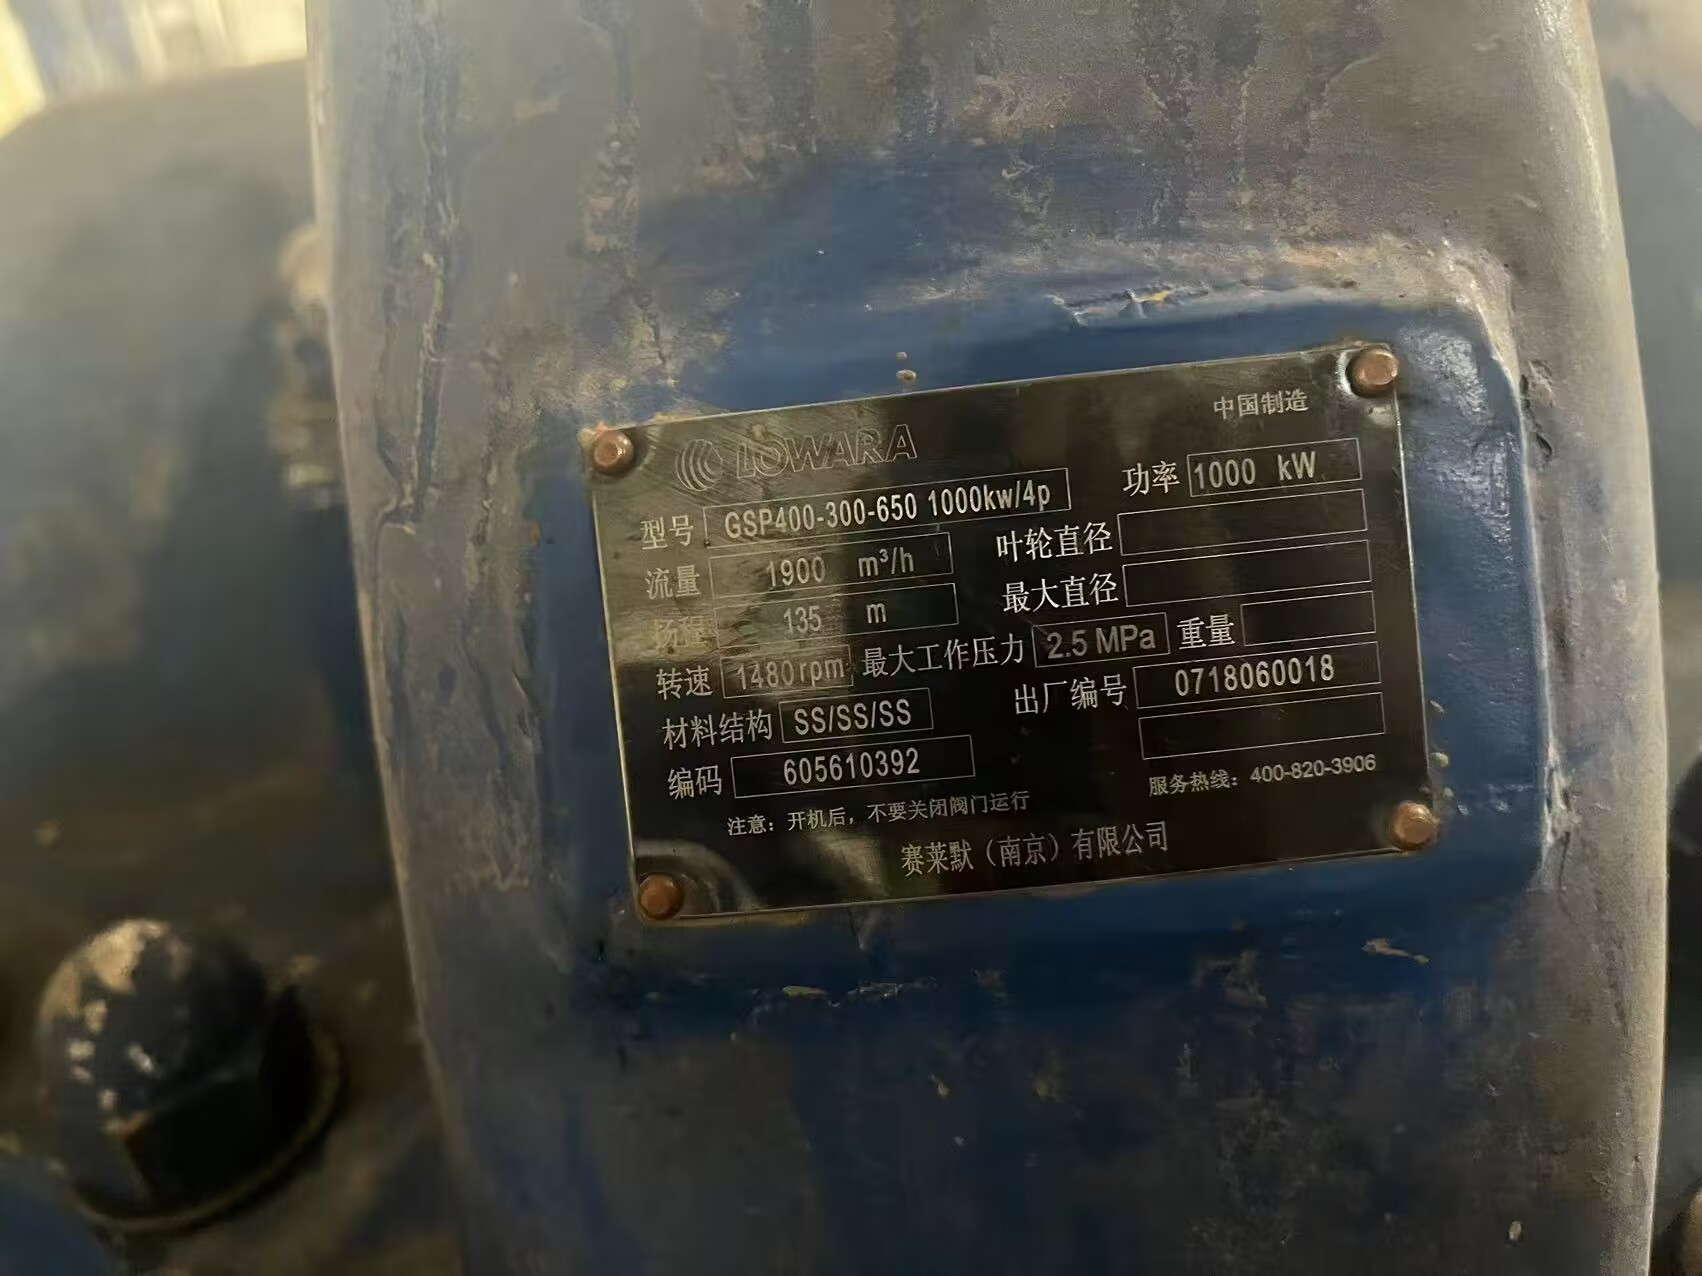 LOWARA
中国制造
型号 GSP400-300-650 1000kw/4p 功率 1000 kW
流量 1900 m³/h 叶轮直径
扬程 135 m 最大直径
转速 1480rpm 最大工作压力 2.5 MPa 重量
材料结构 SS/SS/SS 出厂编号 0718060018
编码 605610392
注意：开机后，不要关闭阀门运行 服务热线：400-820-3906
赛莱默（南京）有限公司